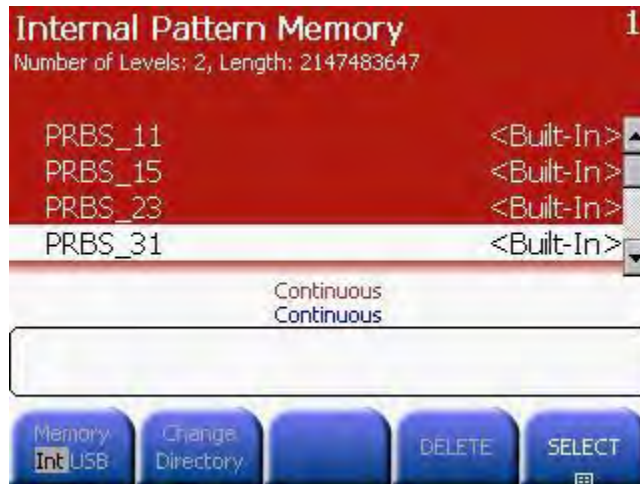 Internal Pattern Memory 1
Number of Levels: 2, Length: 2147483647
PRBS_11 <Built-In>
PRBS_15 <Built-In>
PRBS_23 <Built-In>
PRBS_31 <Built-In>
Continuous
Continuous
Memory Change DELETE SELECT
Int USB Directory